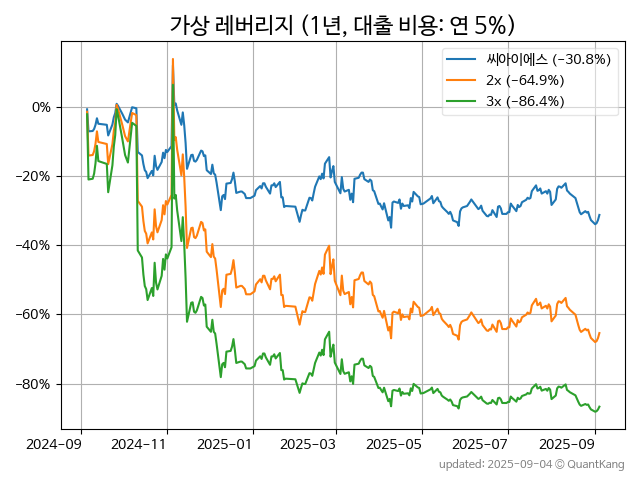 가상 레버리지 (1년, 대출 비용: 연 5%)
씨아이에스 (−30.8%)
2x (−64.9%)
3x (−86.4%)
0%
−20%
−40%
−60%
−80%
2024-09 2024-11 2025-01 2025-03 2025-05 2025-07 2025-09
updated: 2025-09-04 © QuantKang